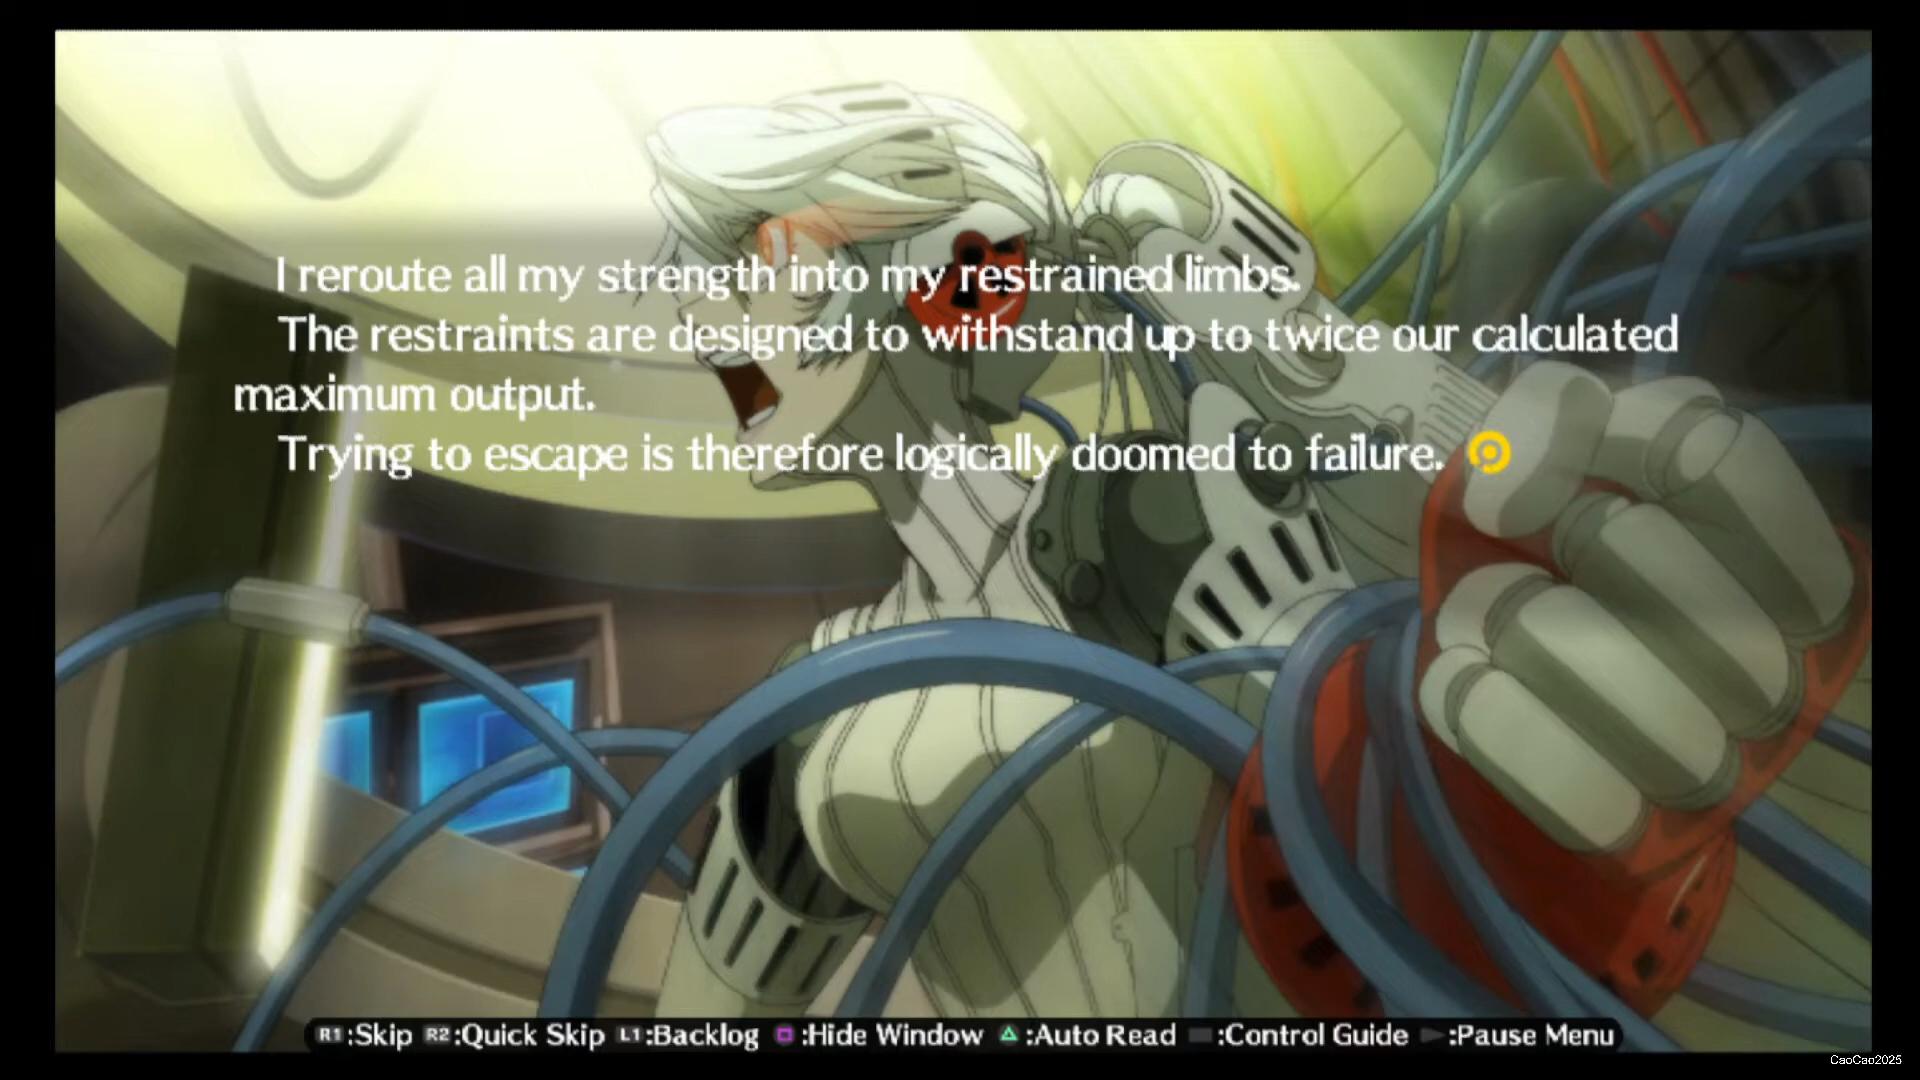 I reroute all my strength into my restrained limbs.
The restraints are designed to withstand up to twice our calculated
maximum output.
Trying to escape is therefore logically doomed to failure.
R1:Skip R2:Quick Skip L1:Backlog :Hide Window :Auto Read :Control Guide :Pause Menu
CaoCao2025